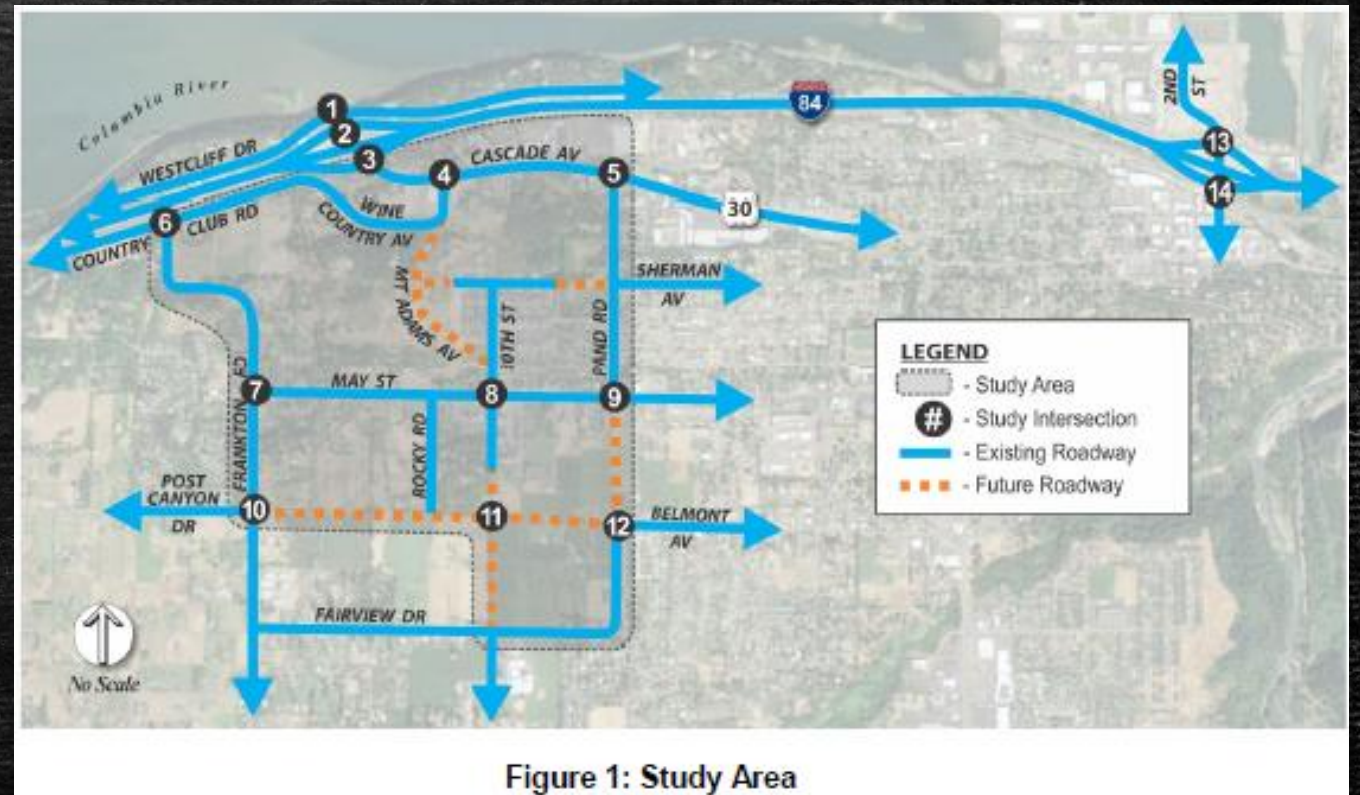 Columbia River
WESTCLIFF DR
COUNTRY CLUB RD
WINE
COUNTRY AV
CASCADE AV
INTERSTATE
84
30
2ND
ST
1
2
3
4
5
6
7
8
9
10
11
12
13
14
MT ADAMS AV
SHERMAN
AV
10TH ST
RAND RD
MAY ST
FRANKTON RD
ROCKY RD
POST
CANYON
DR
BELMONT
AV
FAIRVIEW DR
No Scale
LEGEND
- Study Area
# - Study Intersection
- Existing Roadway
- Future Roadway
Figure 1: Study Area